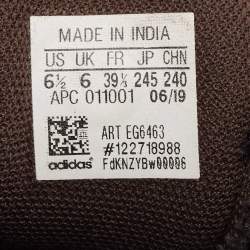 MADE IN INDIA
US UK FR JP CHN
6½ 6 39⅓ 245 240
APC 011001 06/19
ART EG6463
#122718988
adidas FdKNZYBw00006